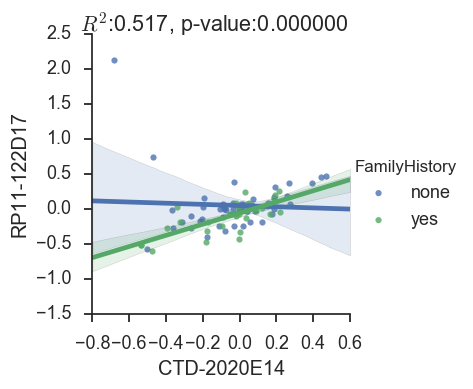 R²:0.517, p-value:0.000000
2.5
2.0
1.5
1.0
0.5
0.0
−0.5
−1.0
−1.5
RP11-122D17
−0.8 −0.6 −0.4 −0.2 0.0 0.2 0.4 0.6
CTD-2020E14
FamilyHistory
none
yes